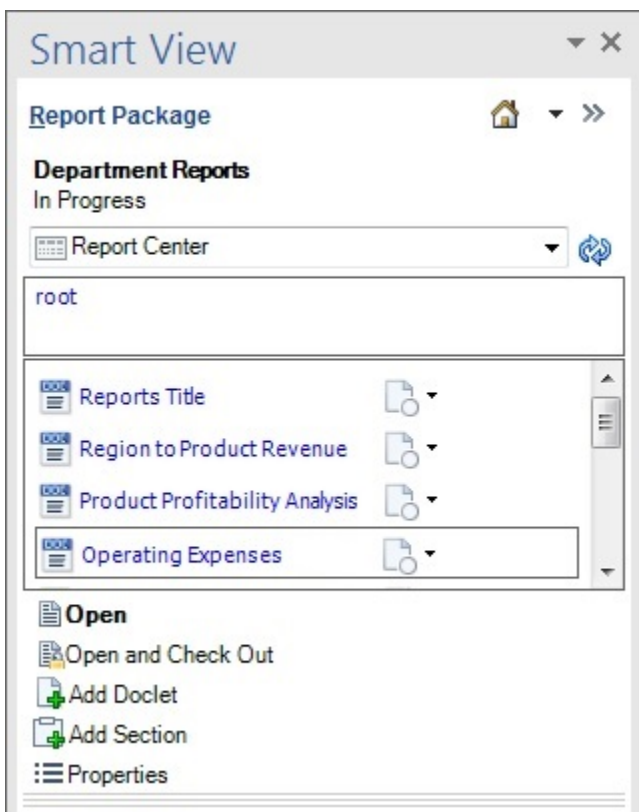 Smart View
Report Package
Department Reports
In Progress
Report Center
root
Reports Title
Region to Product Revenue
Product Profitability Analysis
Operating Expenses
Open
Open and Check Out
Add Doclet
Add Section
Properties